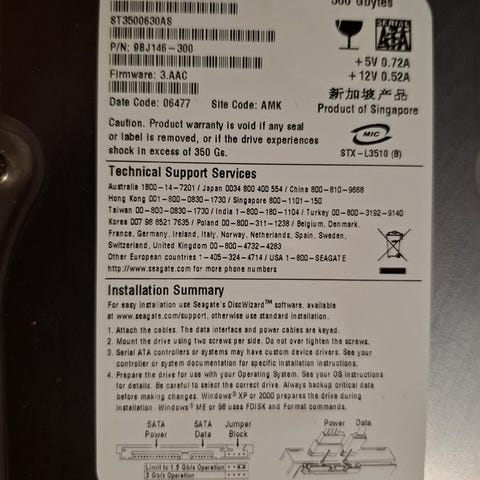 500 Gbytes
ST3500630AS
P/N: 9BJ146-300
Firmware: 3.AAC
Date Code: 06477 Site Code: AMK
SERIAL
SATA
+5V 0.72A
+12V 0.52A
新加坡产品
Product of Singapore
Caution. Product warranty is void if any seal
or label is removed, or if the drive experiences
shock in excess of 350 Gs.
MIC
STX-L3510 (B)
Technical Support Services
Australia 1800-14-7201 / Japan 0034 800 400 554 / China 800-810-9668
Hong Kong 001-800-0830-1730 / Singapore 800-1101-150
Taiwan 00-800-0830-1730 / India 1-800-180-1104 / Turkey 00-800-3192-9140
Korea 007 98 8521 7635 / Poland 00-800-311-1238 / Belgium, Denmark,
France, Germany, Ireland, Italy, Norway, Netherlands, Spain, Sweden,
Switzerland, United Kingdom 00-800-4732-4283
Other European countries 1-405-324-4714 / USA 1-800-SEAGATE
http://www.seagate.com for more phone numbers
Installation Summary
For easy installation use Seagate's DiscWizard™ software, available
at www.seagate.com/support, otherwise use standard installation.
1. Attach the cables. The data interface and power cables are keyed.
2. Mount the drive using two screws per side. Do not over tighten the screws.
3. Serial ATA controllers or systems may have custom device drivers. See your
controller or system documentation for specific installation instructions.
4. Prepare the drive for use with your Operating System. See your OS instructions
for details. Be careful to select the correct drive. Always backup critical data
before making changes. Windows® XP or 2000 prepares the drive during
installation. Windows® ME or 98 uses FDISK and Format commands.
SATA Power
SATA Data
Jumper Block
Power Data
Limit to 1.5 Gb/s Operation
3 Gb/s Operation